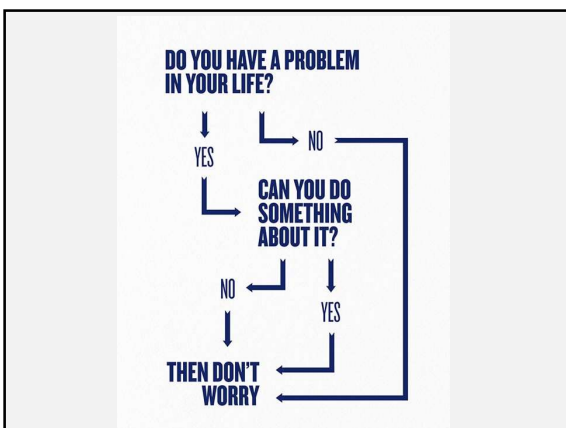 DO YOU HAVE A PROBLEM
IN YOUR LIFE?
NO
YES
CAN YOU DO
SOMETHING
ABOUT IT?
NO
YES
THEN DON'T
WORRY